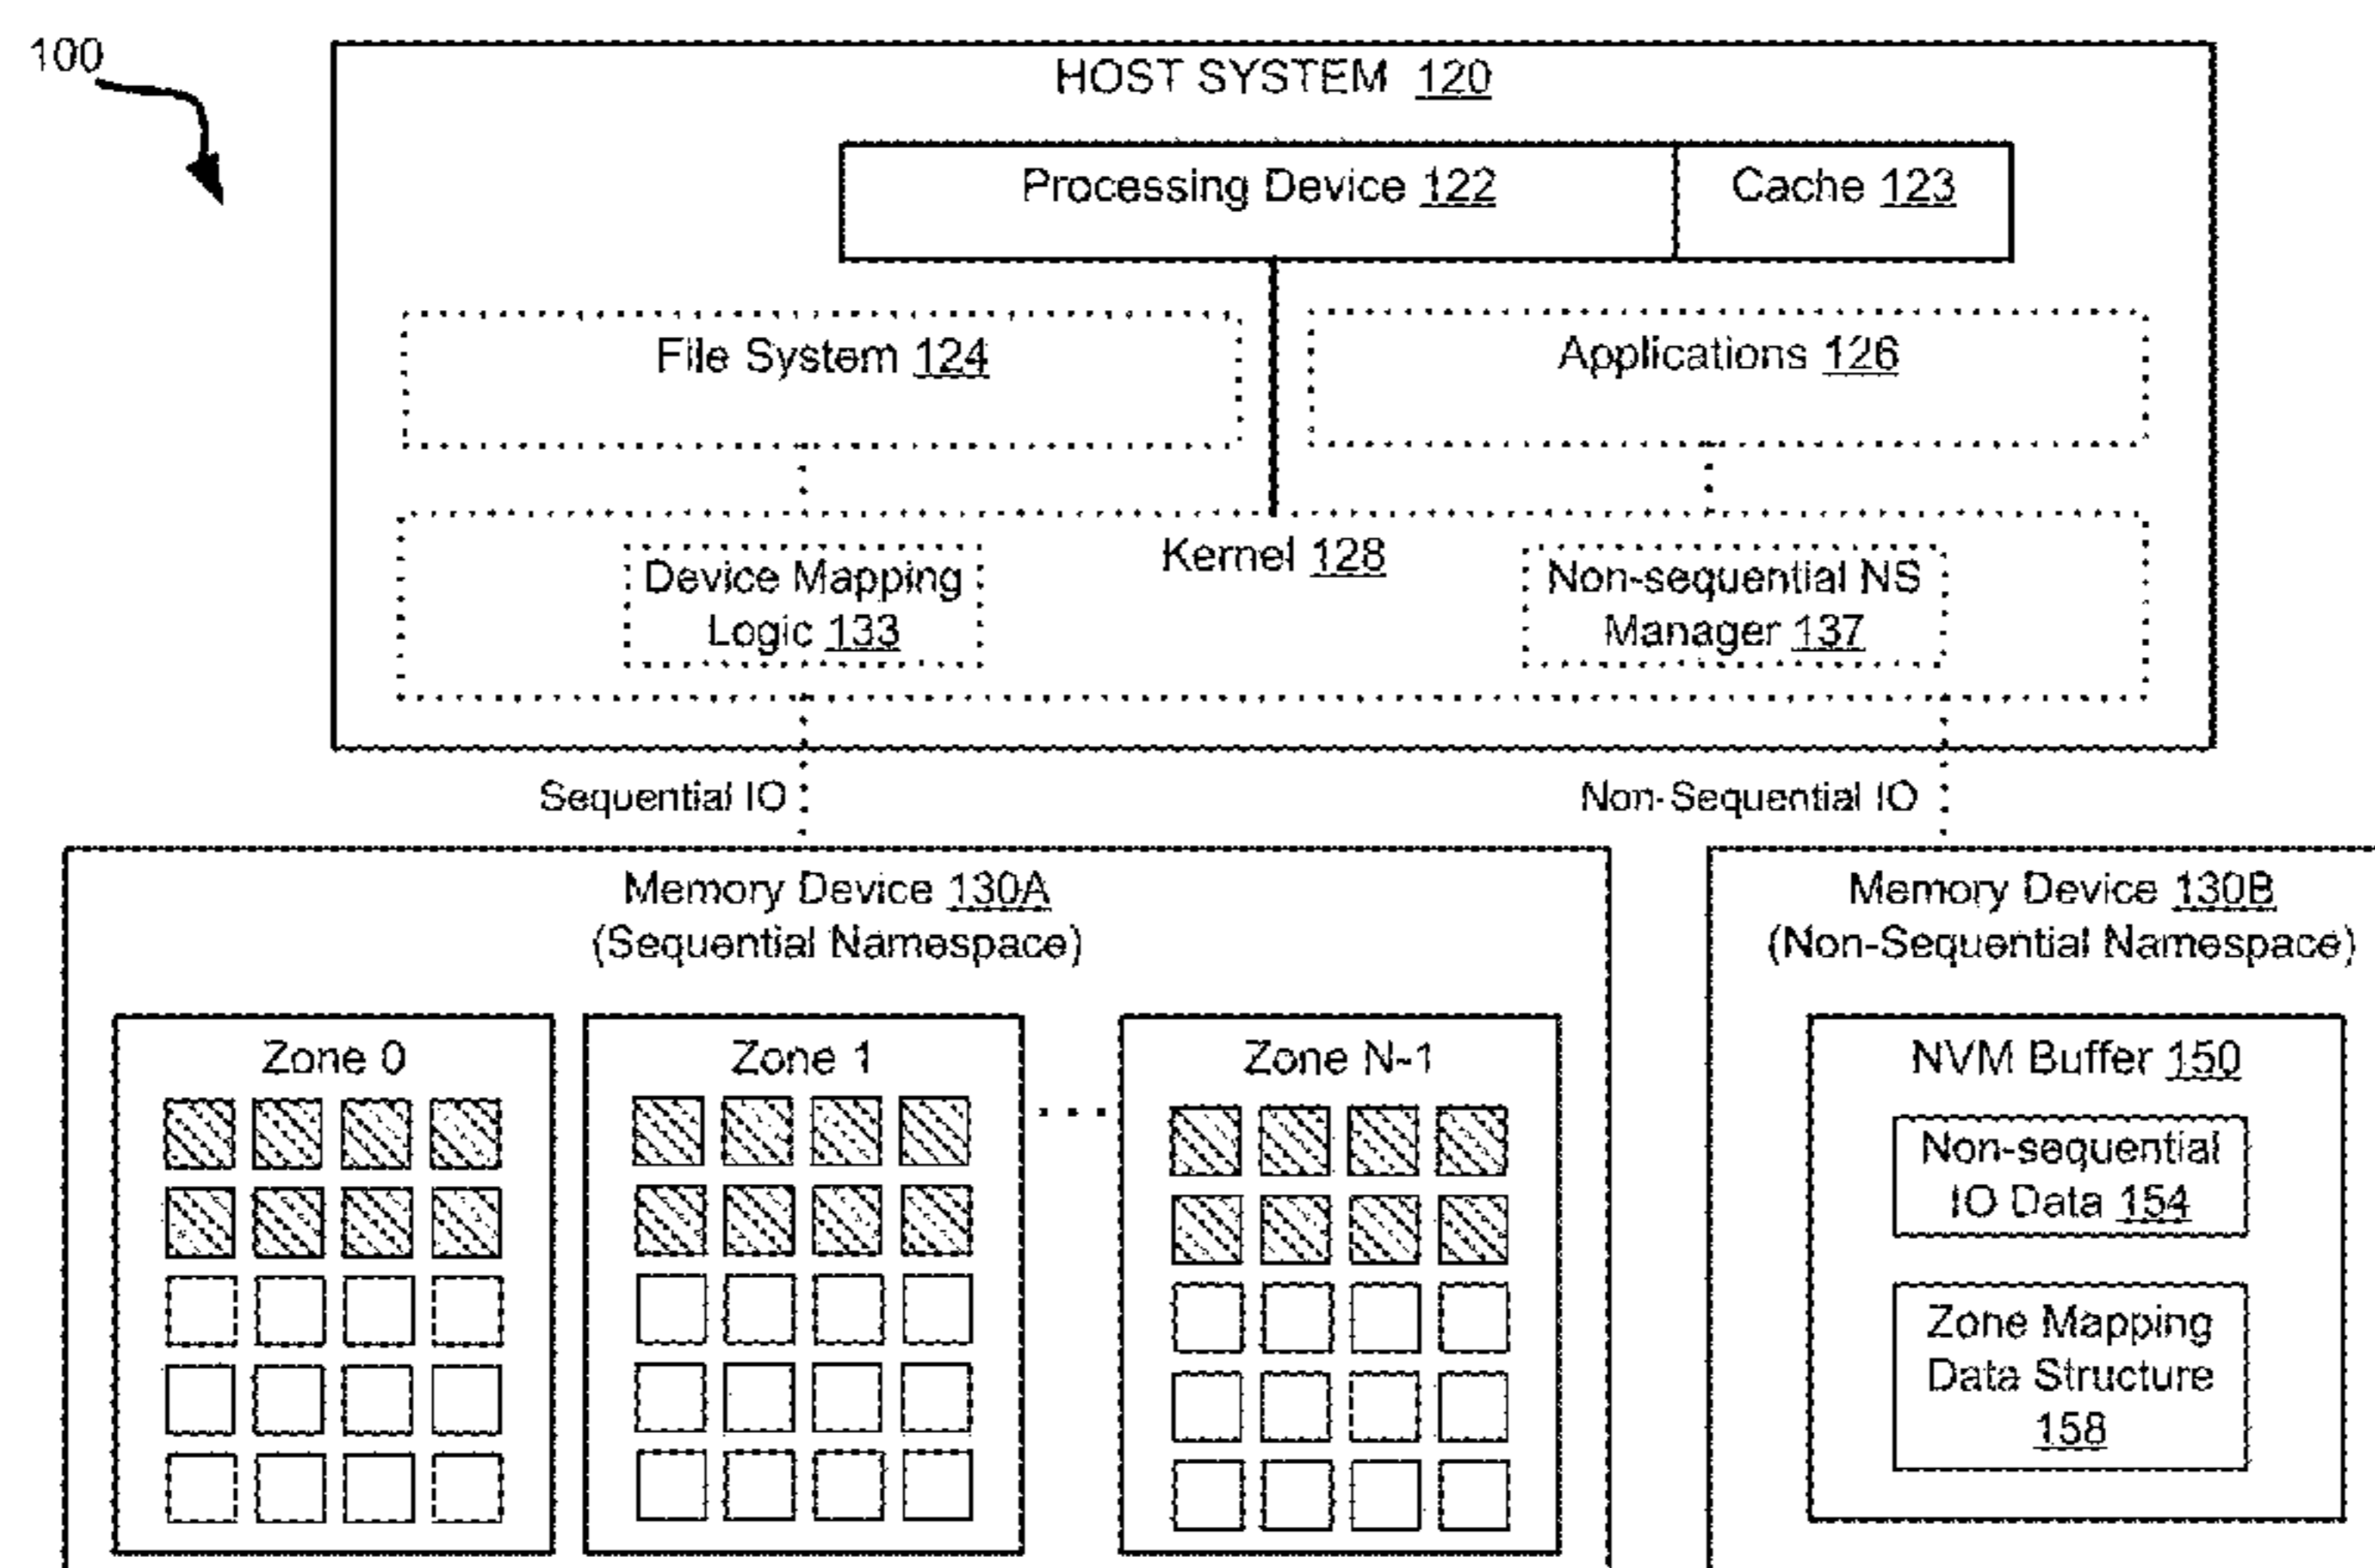 100
HOST SYSTEM 120
Processing Device 122
Cache 123
File System 124
Applications 126
Kernel 128
Device Mapping
Logic 133
Non-sequential NS
Manager 137
Sequential IO
Non-Sequential IO
Memory Device 130A
(Sequential Namespace)
Zone 0
Zone 1
...
Zone N-1
Memory Device 130B
(Non-Sequential Namespace)
NVM Buffer 150
Non-sequential
IO Data 154
Zone Mapping
Data Structure
158